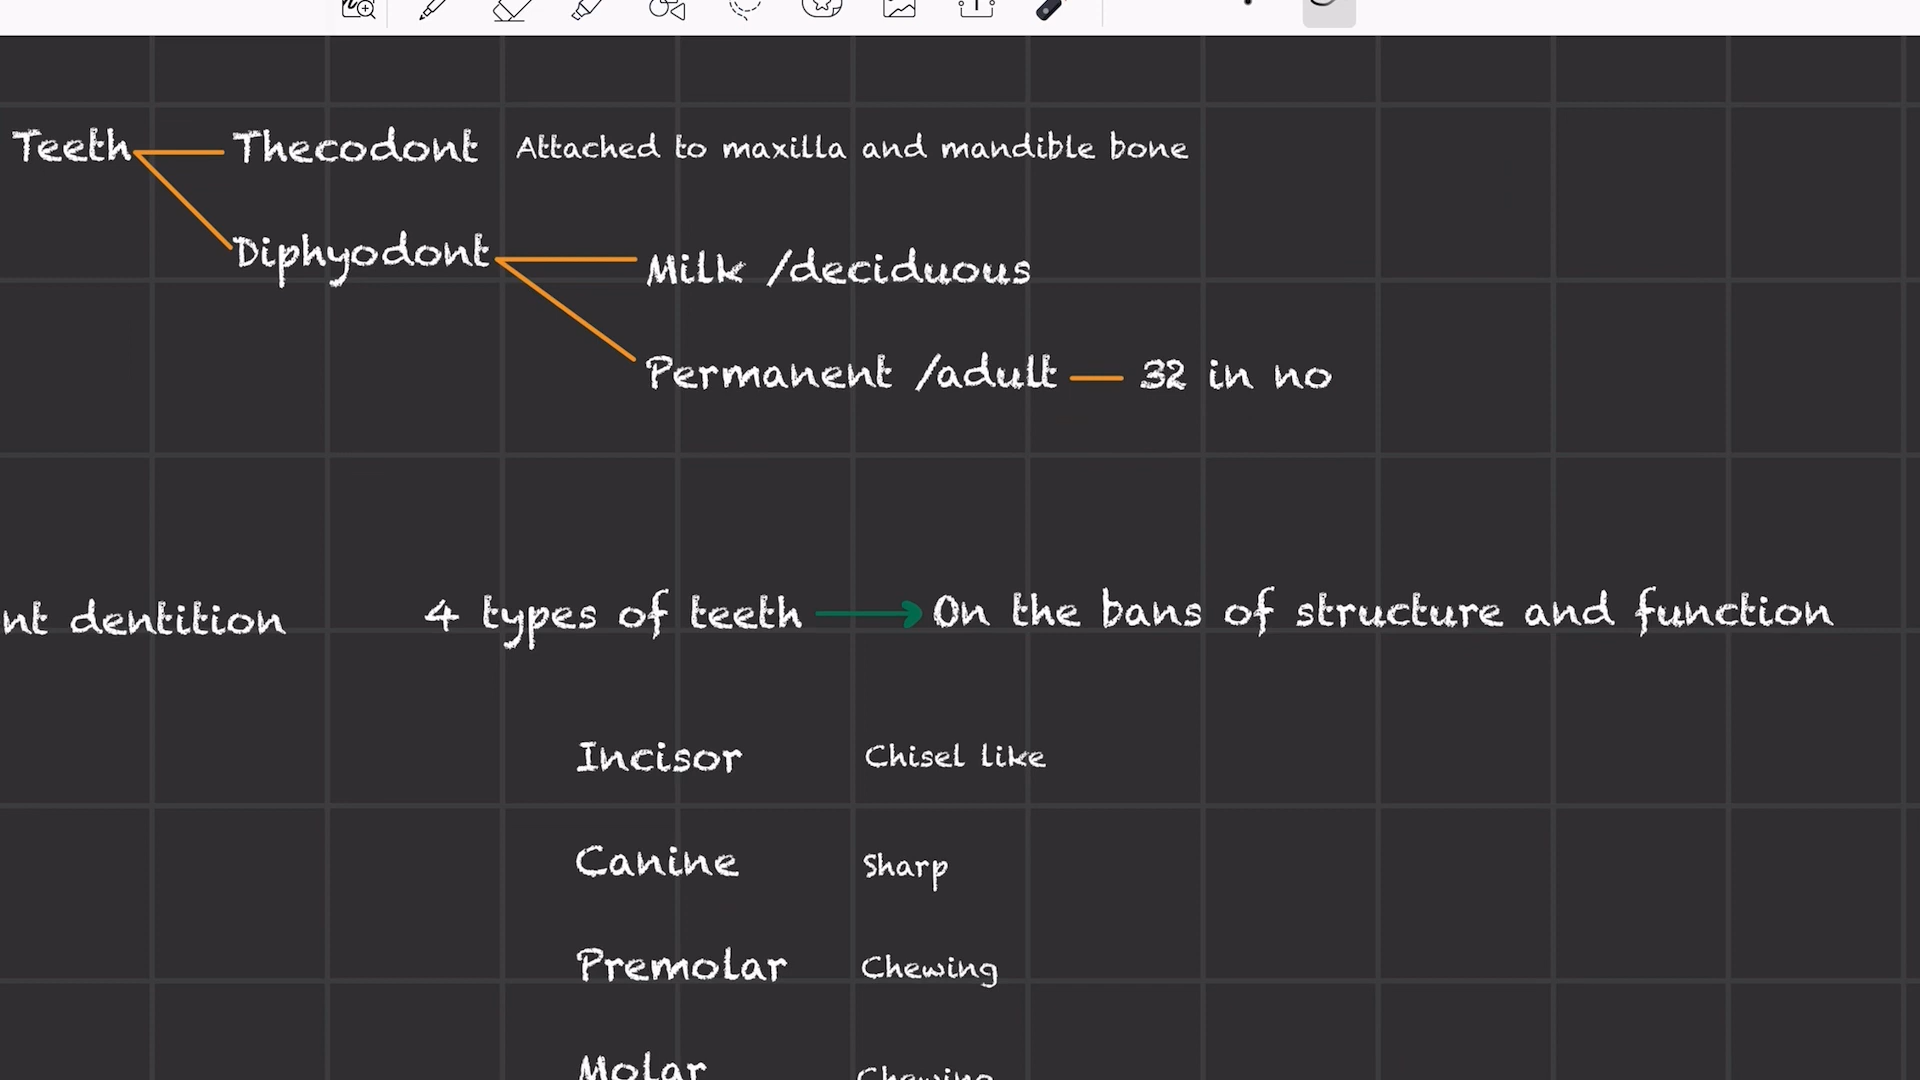 Teeth Thecodont Attached to maxilla and mandible bone
Diphyodont Milk /deciduous
Permanent /adult 32 in no
nt dentition 4 types of teeth On the bans of structure and function
Incisor Chisel like
Canine Sharp
Premolar Chewing
Molar Chewing